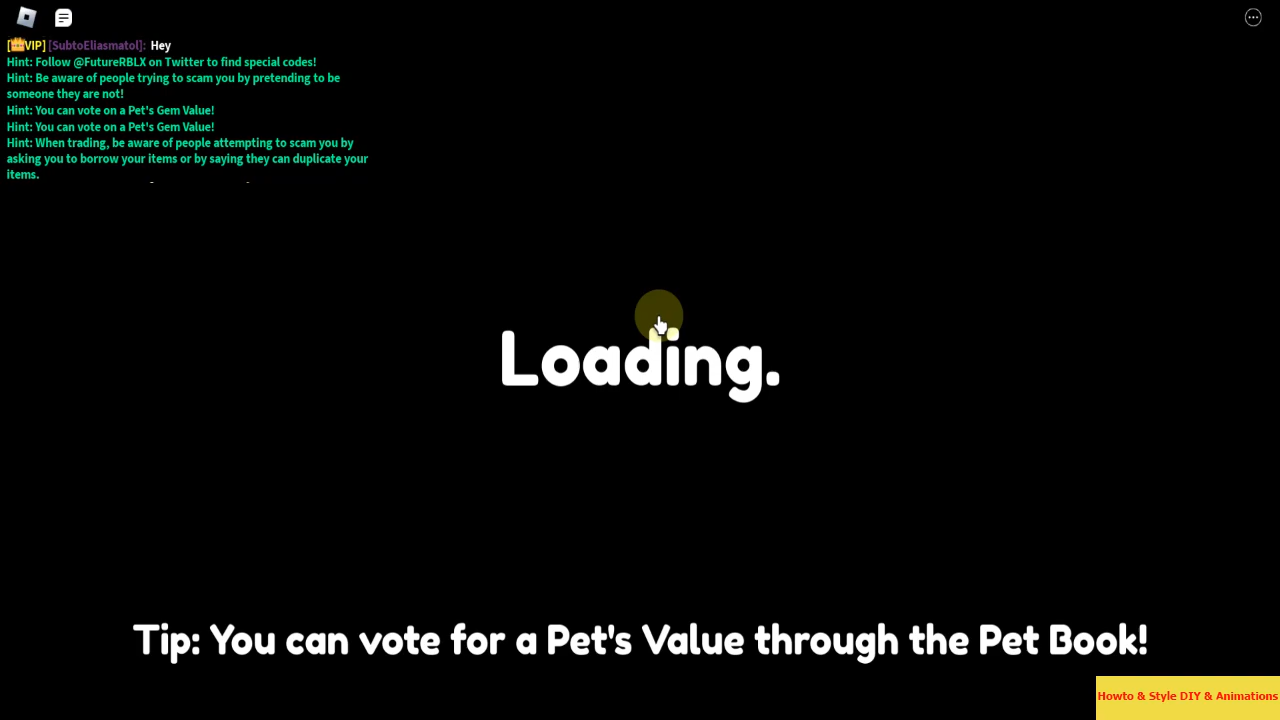 [👑VIP] [SubtoEliasmatol]: Hey
Hint: Follow @FutureRBLX on Twitter to find special codes!
Hint: Be aware of people trying to scam you by pretending to be
someone they are not!
Hint: You can vote on a Pet's Gem Value!
Hint: You can vote on a Pet's Gem Value!
Hint: When trading, be aware of people attempting to scam you by
asking you to borrow your items or by saying they can duplicate your
items.
Loading.
Tip: You can vote for a Pet's Value through the Pet Book!
Howto & Style DIY & Animations